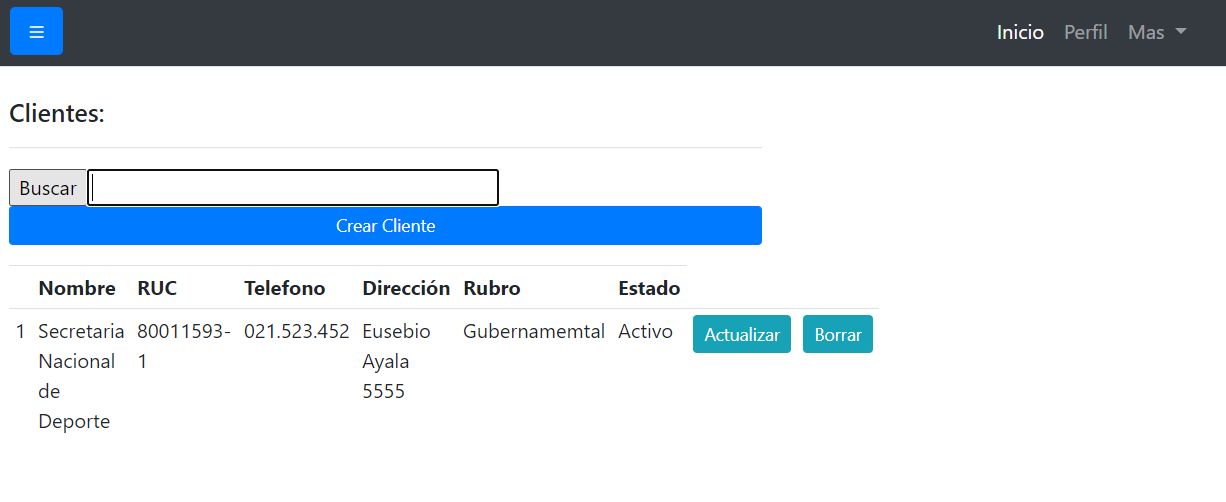 Inicio Perfil Mas
Clientes:
Buscar
Crear Cliente
Nombre RUC Telefono Dirección Rubro Estado
1 Secretaria 80011593- 021.523.452 Eusebio Gubernamemtal Activo Actualizar Borrar
Nacional 1 Ayala
de 5555
Deporte